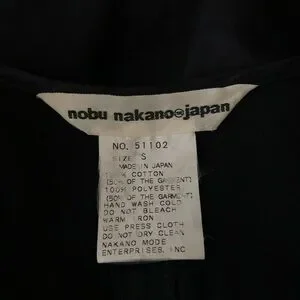 nobu nakano japan
NO. 51102
SIZE S
MADE IN JAPAN
100% COTTON
(50% OF THE GARMENT)
100% POLYESTER
(50% OF THE GARMENT)
HAND WASH COLD
DO NOT BLEACH
WARM IRON
USE PRESS CLOTH
DO NOT DRY CLEAN
NAKANO MODE
ENTERPRISES, INC